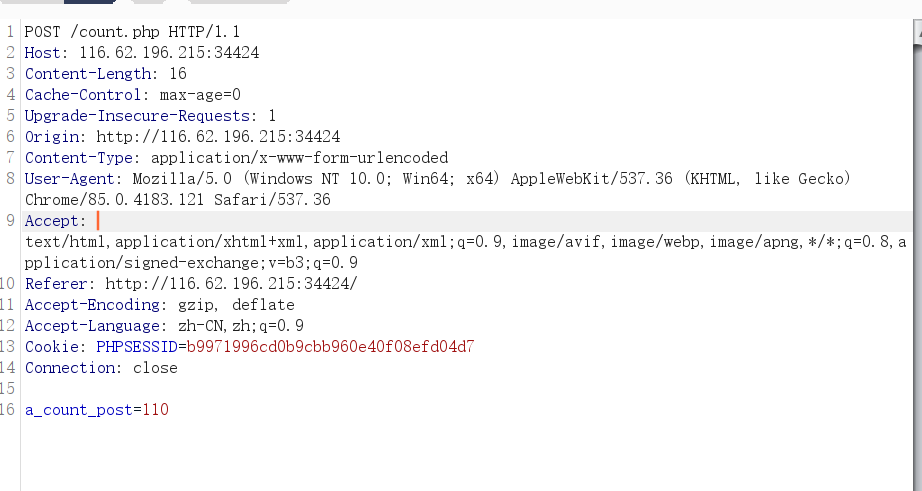 1 POST /count.php HTTP/1.1
2 Host: 116.62.196.215:34424
3 Content-Length: 16
4 Cache-Control: max-age=0
5 Upgrade-Insecure-Requests: 1
6 Origin: http://116.62.196.215:34424
7 Content-Type: application/x-www-form-urlencoded
8 User-Agent: Mozilla/5.0 (Windows NT 10.0; Win64; x64) AppleWebKit/537.36 (KHTML, like Gecko)
Chrome/85.0.4183.121 Safari/537.36
9 Accept:
text/html,application/xhtml+xml,application/xml;q=0.9,image/avif,image/webp,image/apng,*/*;q=0.8,a
pplication/signed-exchange;v=b3;q=0.9
10 Referer: http://116.62.196.215:34424/
11 Accept-Encoding: gzip, deflate
12 Accept-Language: zh-CN,zh;q=0.9
13 Cookie: PHPSESSID=b9971996cd0b9cbb960e40f08efd04d7
14 Connection: close
15
16 a_count_post=110